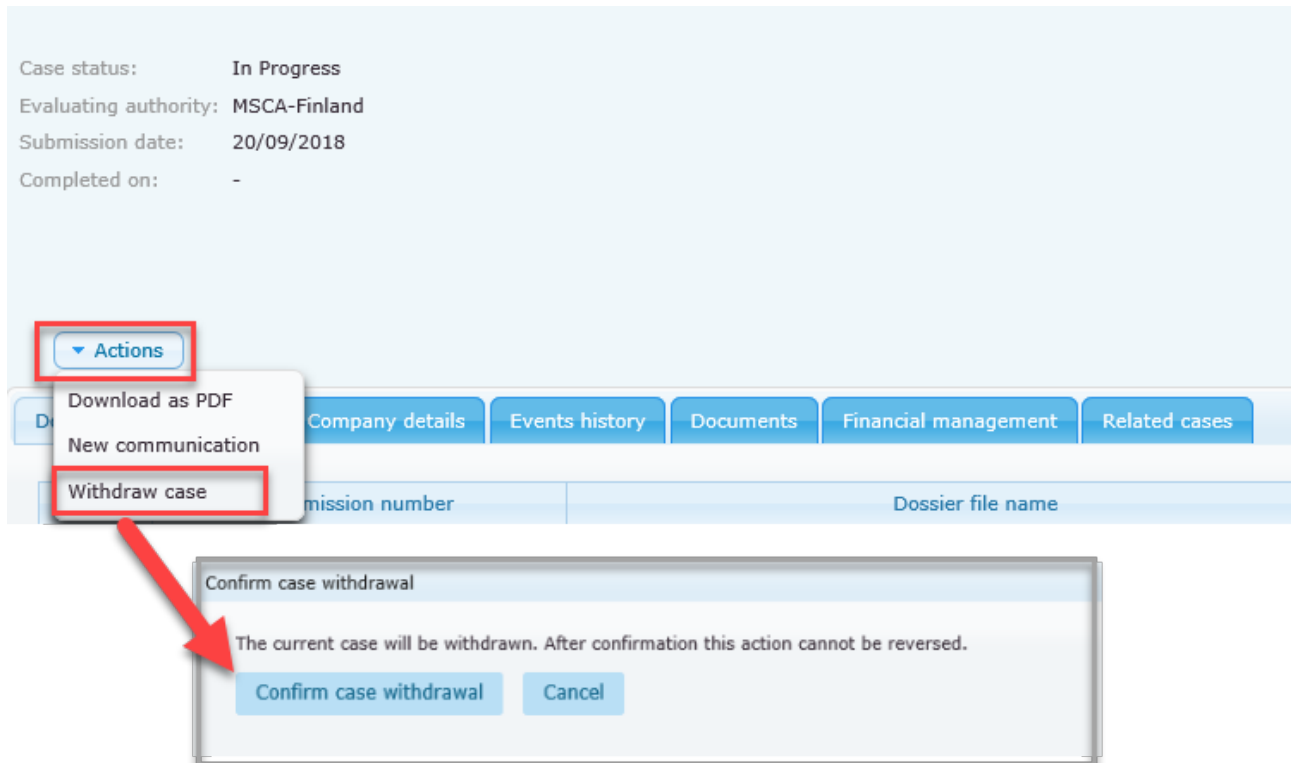 Case status: In Progress
Evaluating authority: MSCA-Finland
Submission date: 20/09/2018
Completed on: -
Actions
Download as PDF
New communication
Withdraw case
Company details Events history Documents Financial management Related cases
mission number Dossier file name
Confirm case withdrawal
The current case will be withdrawn. After confirmation this action cannot be reversed.
Confirm case withdrawal Cancel